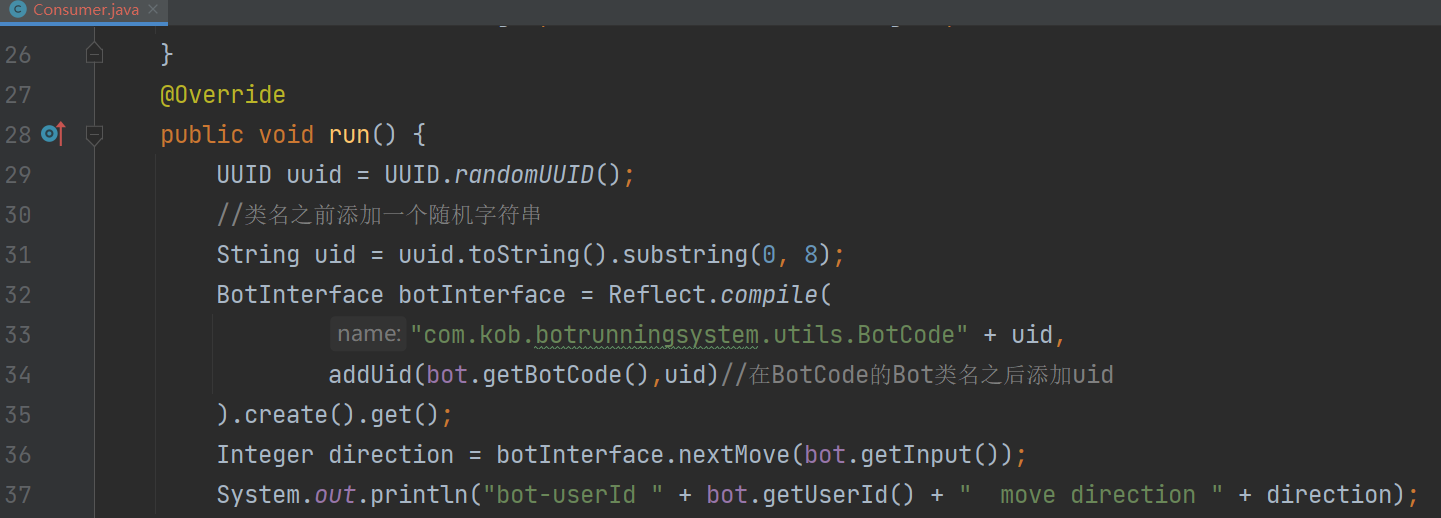 Consumer.java
26 }
27 @Override
28 public void run() {
29 UUID uuid = UUID.randomUUID();
30 //类名之前添加一个随机字符串
31 String uid = uuid.toString().substring(0, 8);
32 BotInterface botInterface = Reflect.compile(
33 name: "com.kob.botrunningsystem.utils.BotCode" + uid,
34 addUid(bot.getBotCode(),uid)//在BotCode的Bot类名之后添加uid
35 ).create().get();
36 Integer direction = botInterface.nextMove(bot.getInput());
37 System.out.println("bot-userId " + bot.getUserId() + "  move direction " + direction);